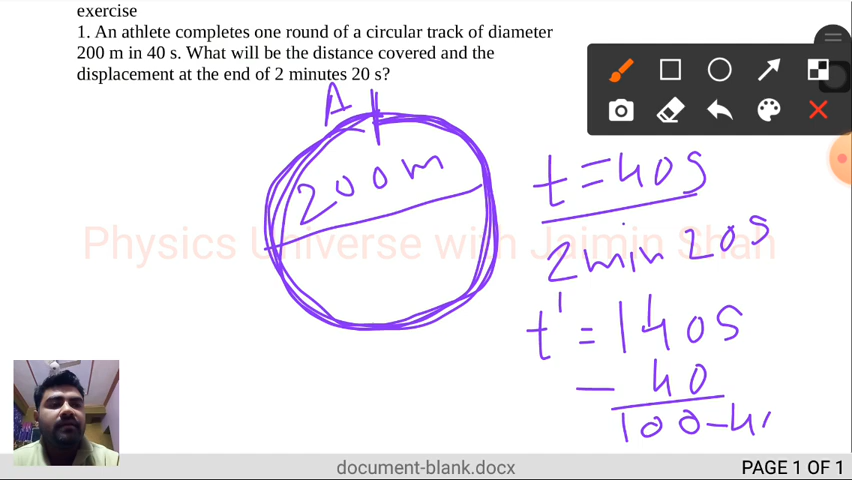 exercise
1. An athlete completes one round of a circular track of diameter
200 m in 40 s. What will be the distance covered and the
displacement at the end of 2 minutes 20 s?
A
200m
t=40s
Physics Universe with Jaimin Shah
2min 20s
t'=140s
- 40
100-40
document-blank.docx
PAGE 1 OF 1